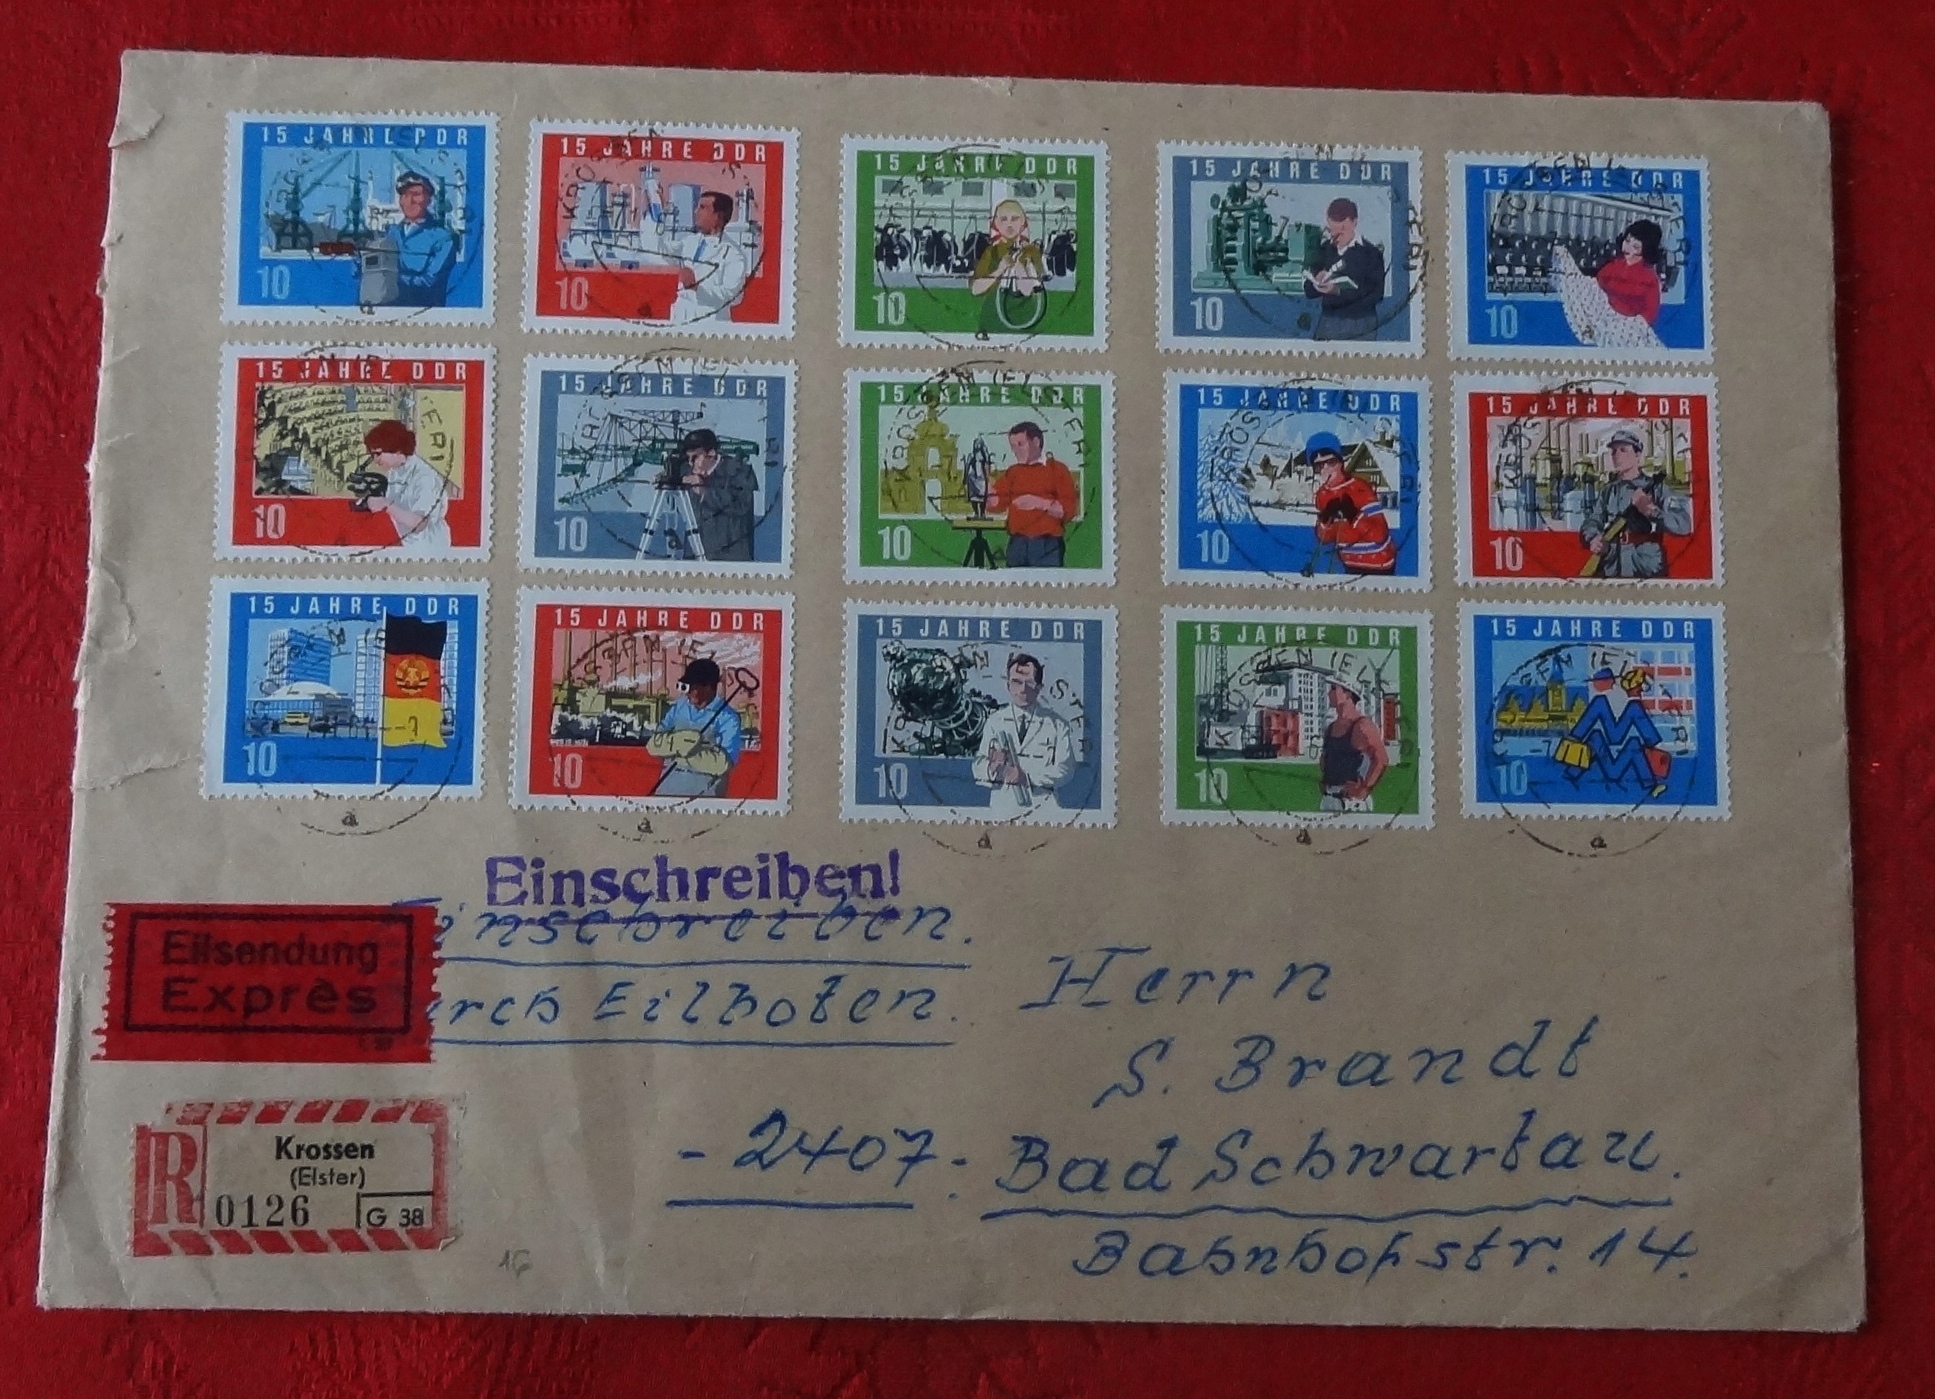 15 JAHRE DDR
10
15 JAHRE DDR
10
15 JAHRE DDR
10
15 JAHRE DDR
10
15 JAHRE DDR
10
15 JAHRE DDR
10
15 JAHRE DDR
10
15 JAHRE DDR
10
15 JAHRE DDR
10
15 JAHRE DDR
10
15 JAHRE DDR
10
15 JAHRE DDR
10
15 JAHRE DDR
10
15 JAHRE DDR
10
15 JAHRE DDR
MM
10
KROSSEN (ELSTER)
a
Einschreiben!
Einschreiben.
durch Eilboten.
Eilsendung
Exprès
Herrn
S. Brandt
-2407- Bad Schwartau.
Bahnhofstr. 14.
R
Krossen
(Elster)
0126
G 38
16